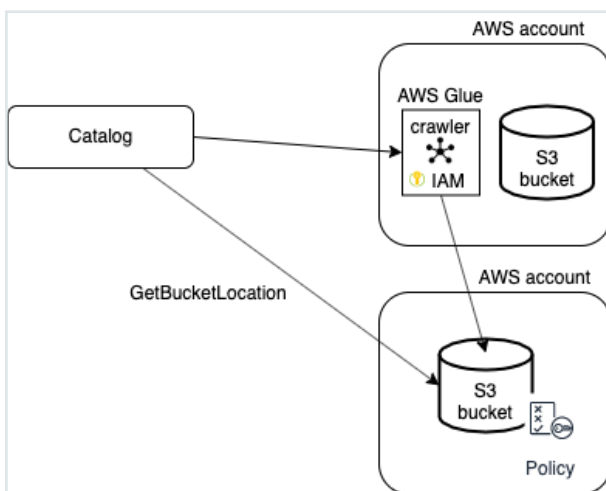 AWS account
AWS Glue
crawler
IAM
S3
bucket
Catalog
GetBucketLocation
AWS account
S3
bucket
Policy